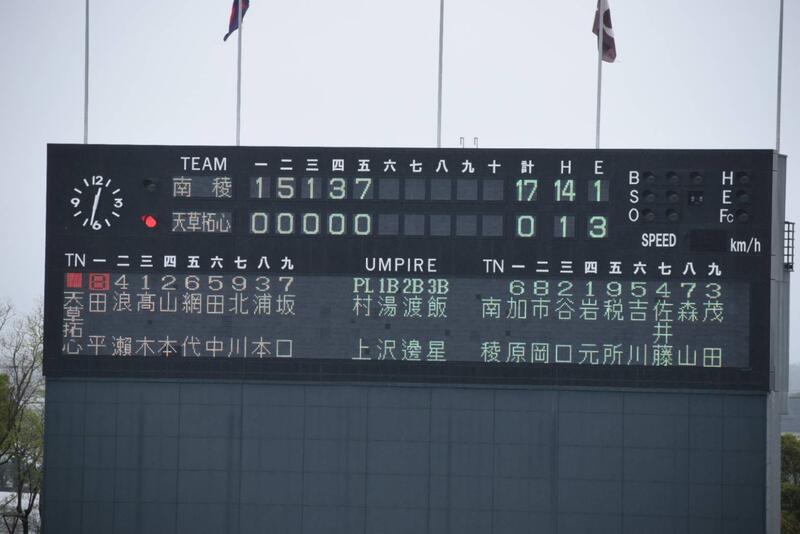 TEAM 一 二 三 四 五 六 七 八 九 十 計 H E
南稜 1 5 1 3 7 17 14 1
天草拓心 0 0 0 0 0 0 1 3
12
3
6
9
B
S
O
H
E
Fc
SPEED km/h
TN 一 二 三 四 五 六 七 八 九
8 4 1 2 6 5 9 3 7
天草拓心
田平
浪瀬
高木
山本
網代
田中
北川
浦本
坂口
UMPIRE
PL 1B 2B 3B
村上
湯沢
渡邊
飯星
TN 一 二 三 四 五 六 七 八 九
6 8 2 1 9 5 4 7 3
南稜
加原
市岡
谷口
岩元
税所
吉川
佐井藤
森山
茂田